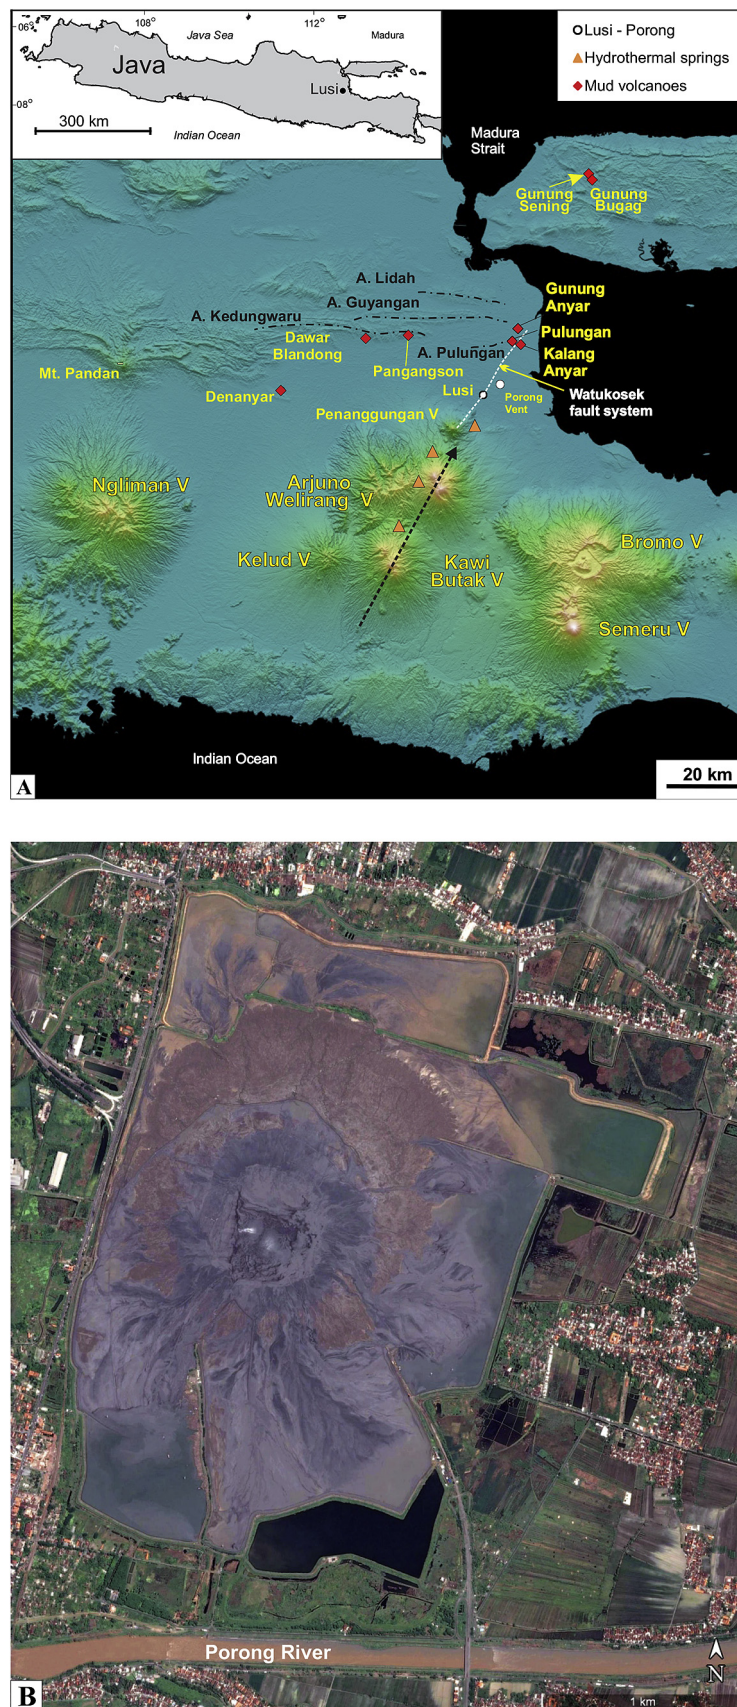 06°S
108°
112°
Java Sea
Madura
Java
Lusi
08°
300 km
Indian Ocean
Lusi - Porong
Hydrothermal springs
Mud volcanoes
Madura
Strait
Gunung
Sening
Gunung
Bugag
A. Lidah
A. Guyangan
A. Kedungwaru
Gunung
Anyar
Dawar
Blandong
A. Pulungan
Pulungan
Kalang
Anyar
Mt. Pandan
Pangangson
Denanyar
Lusi
Porong
Vent
Watukosek
fault system
Penanggungan V
Ngliman V
Arjuno
Welirang V
Kelud V
Kawi
Butak V
Bromo V
Semeru V
Indian Ocean
20 km
A
Porong River
N
1 km
B